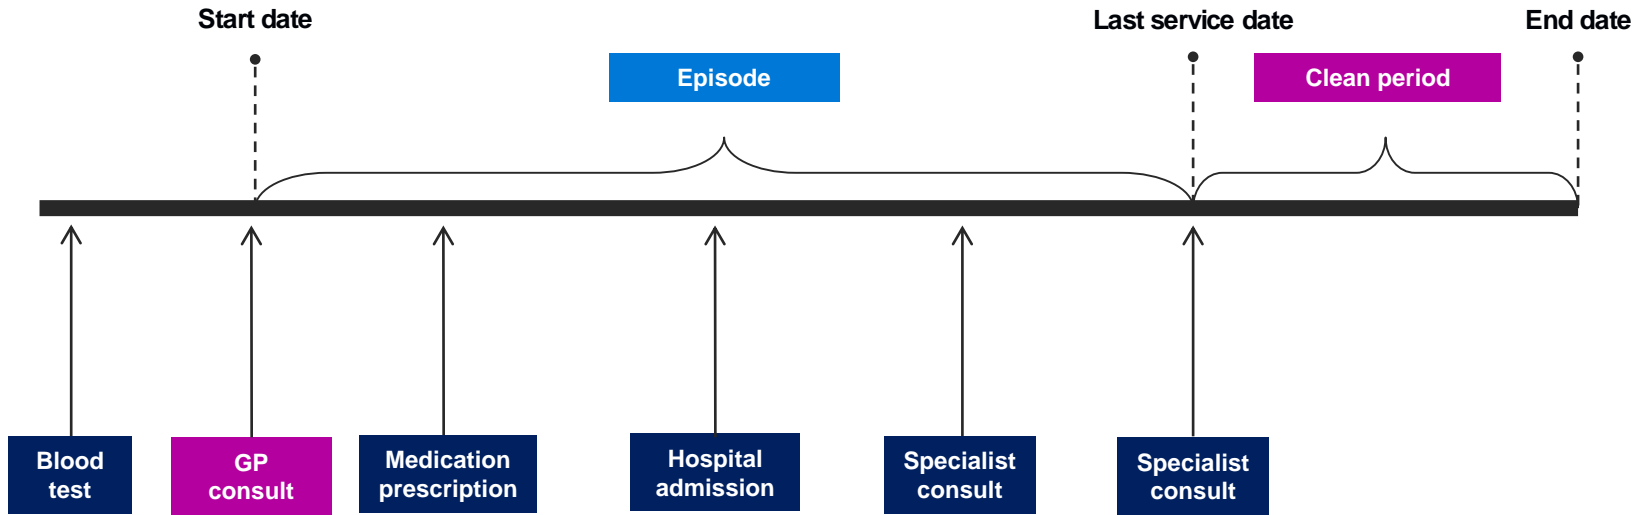 Start date
Last service date
End date
Episode
Clean period
Blood
test
GP
consult
Medication
prescription
Hospital
admission
Specialist
consult
Specialist
consult